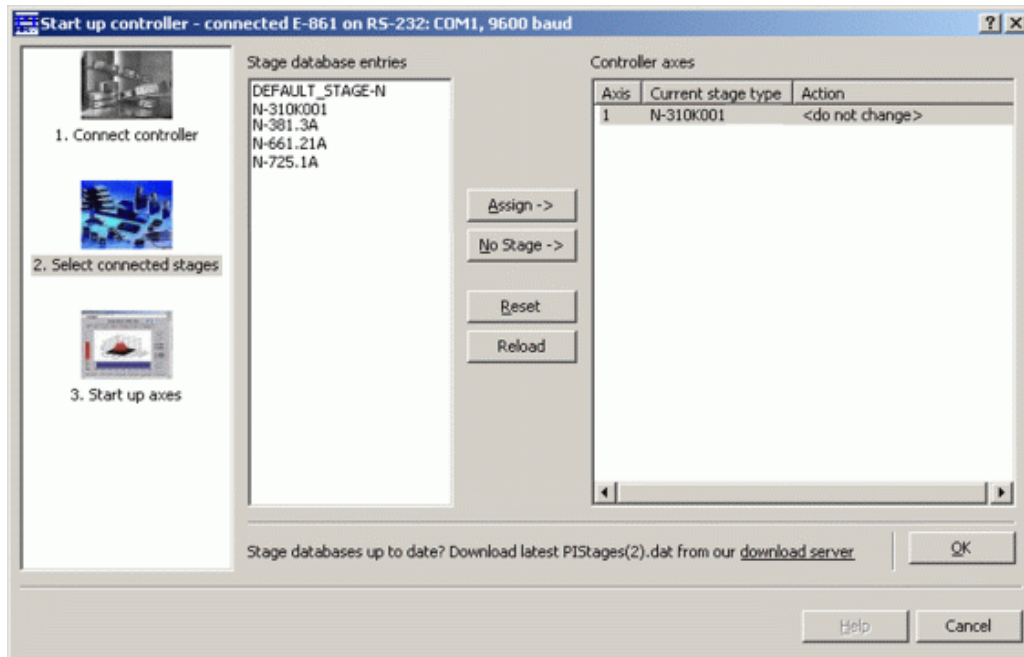 Start up controller - connected E-861 on RS-232: COM1, 9600 baud
1. Connect controller
2. Select connected stages
3. Start up axes
Stage database entries
DEFAULT_STAGE-N
N-310K001
N-381.3A
N-661.21A
N-725.1A
Assign ->
No Stage ->
Reset
Reload
Controller axes
Axis Current stage type Action
1 N-310K001 <do not change>
Stage databases up to date? Download latest PIStages(2).dat from our download server
OK
Help
Cancel